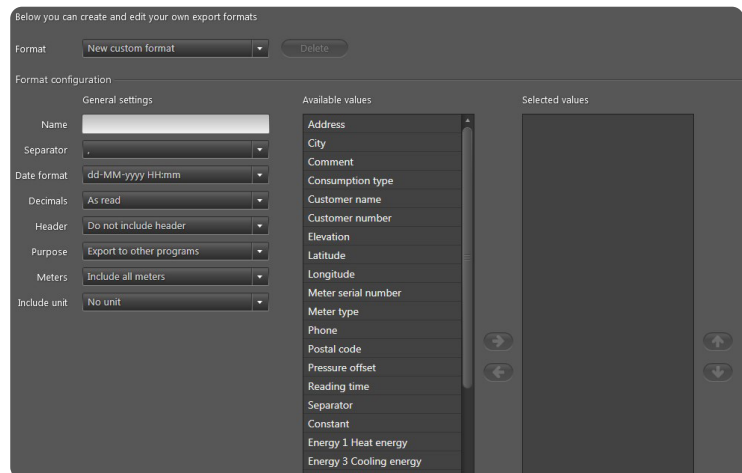 Below you can create and edit your own export formats
Format New custom format Delete
Format configuration
General settings
Name
Separator ,
Date format dd-MM-yyyy HH:mm
Decimals As read
Header Do not include header
Purpose Export to other programs
Meters Include all meters
Include unit No unit
Available values
Address
City
Comment
Consumption type
Customer name
Customer number
Elevation
Latitude
Longitude
Meter serial number
Meter type
Phone
Postal code
Pressure offset
Reading time
Separator
Constant
Energy 1 Heat energy
Energy 3 Cooling energy
Selected values